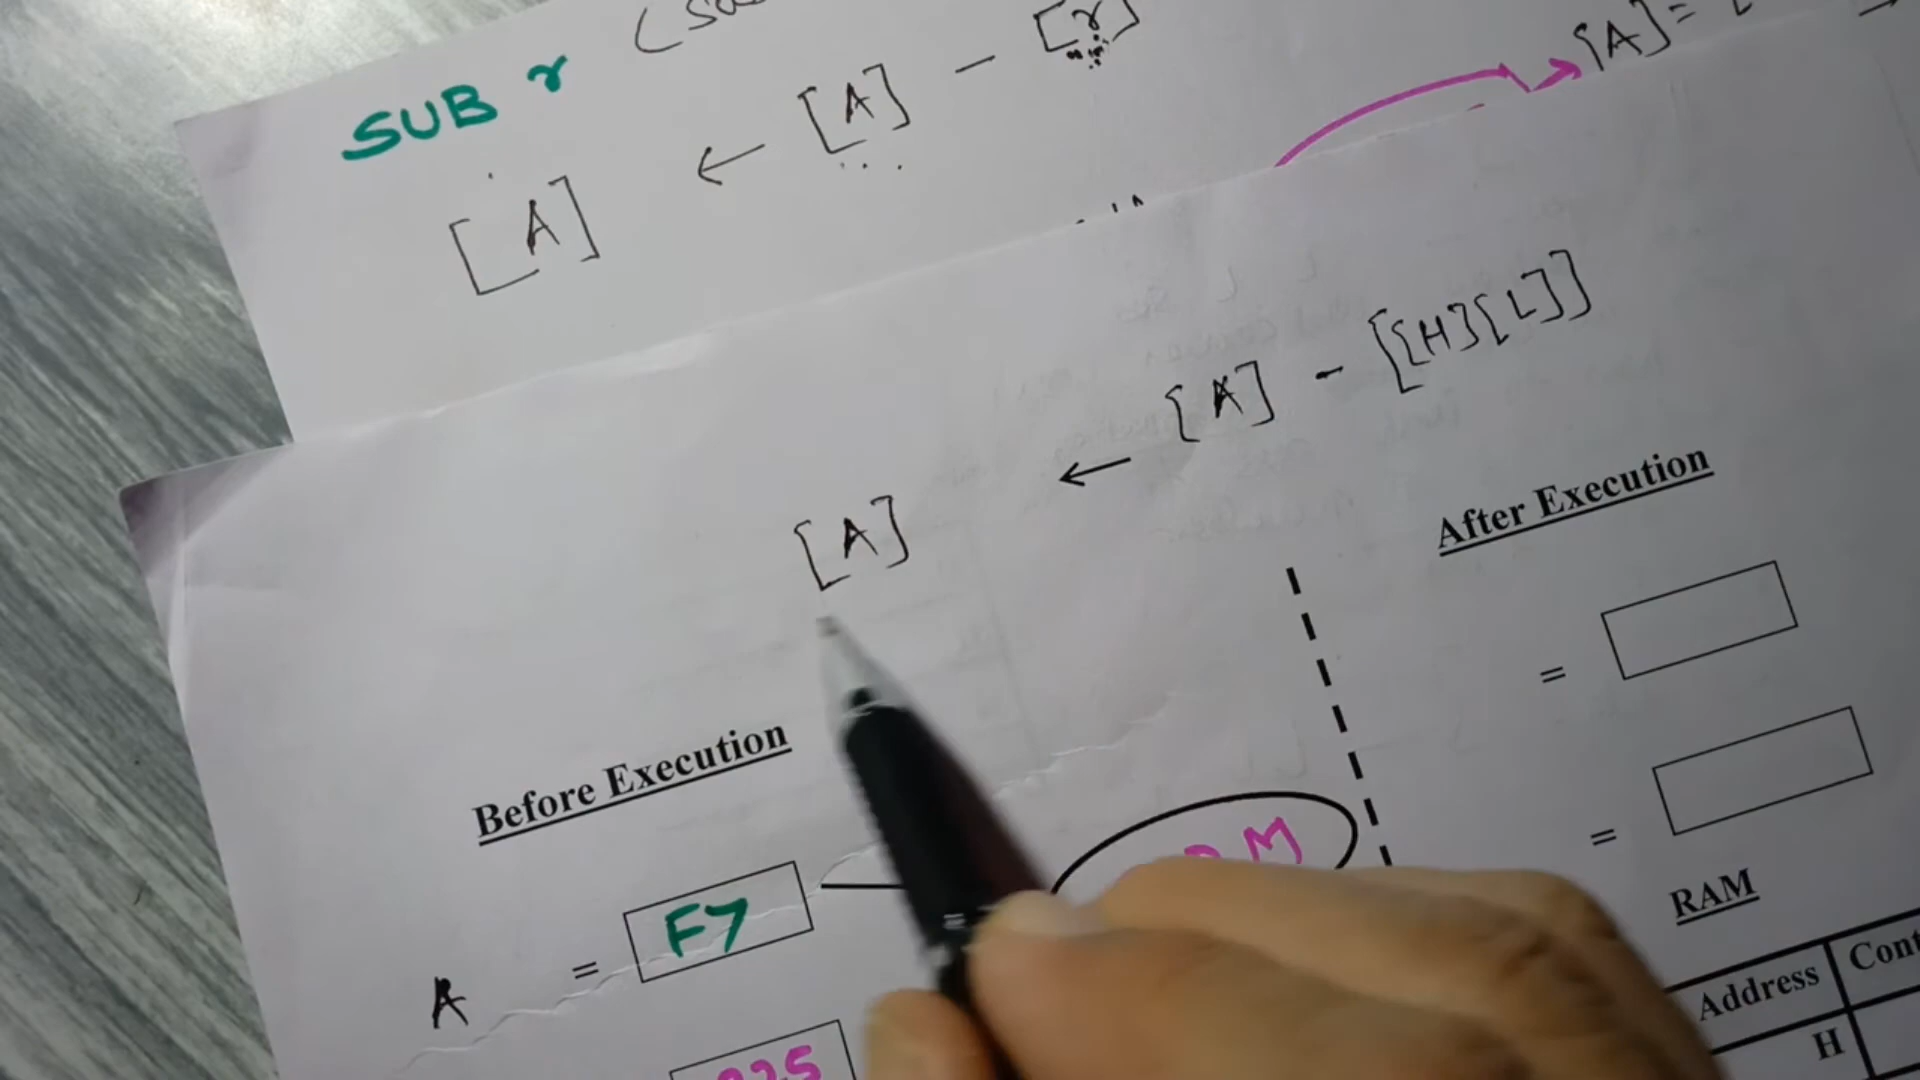 SUB r
[A] ← [A] - [r]
[A] =
[A] ← [A] - [[H][L]]
Before Execution
After Execution
A = F7
=
=
M
RAM
Address
H